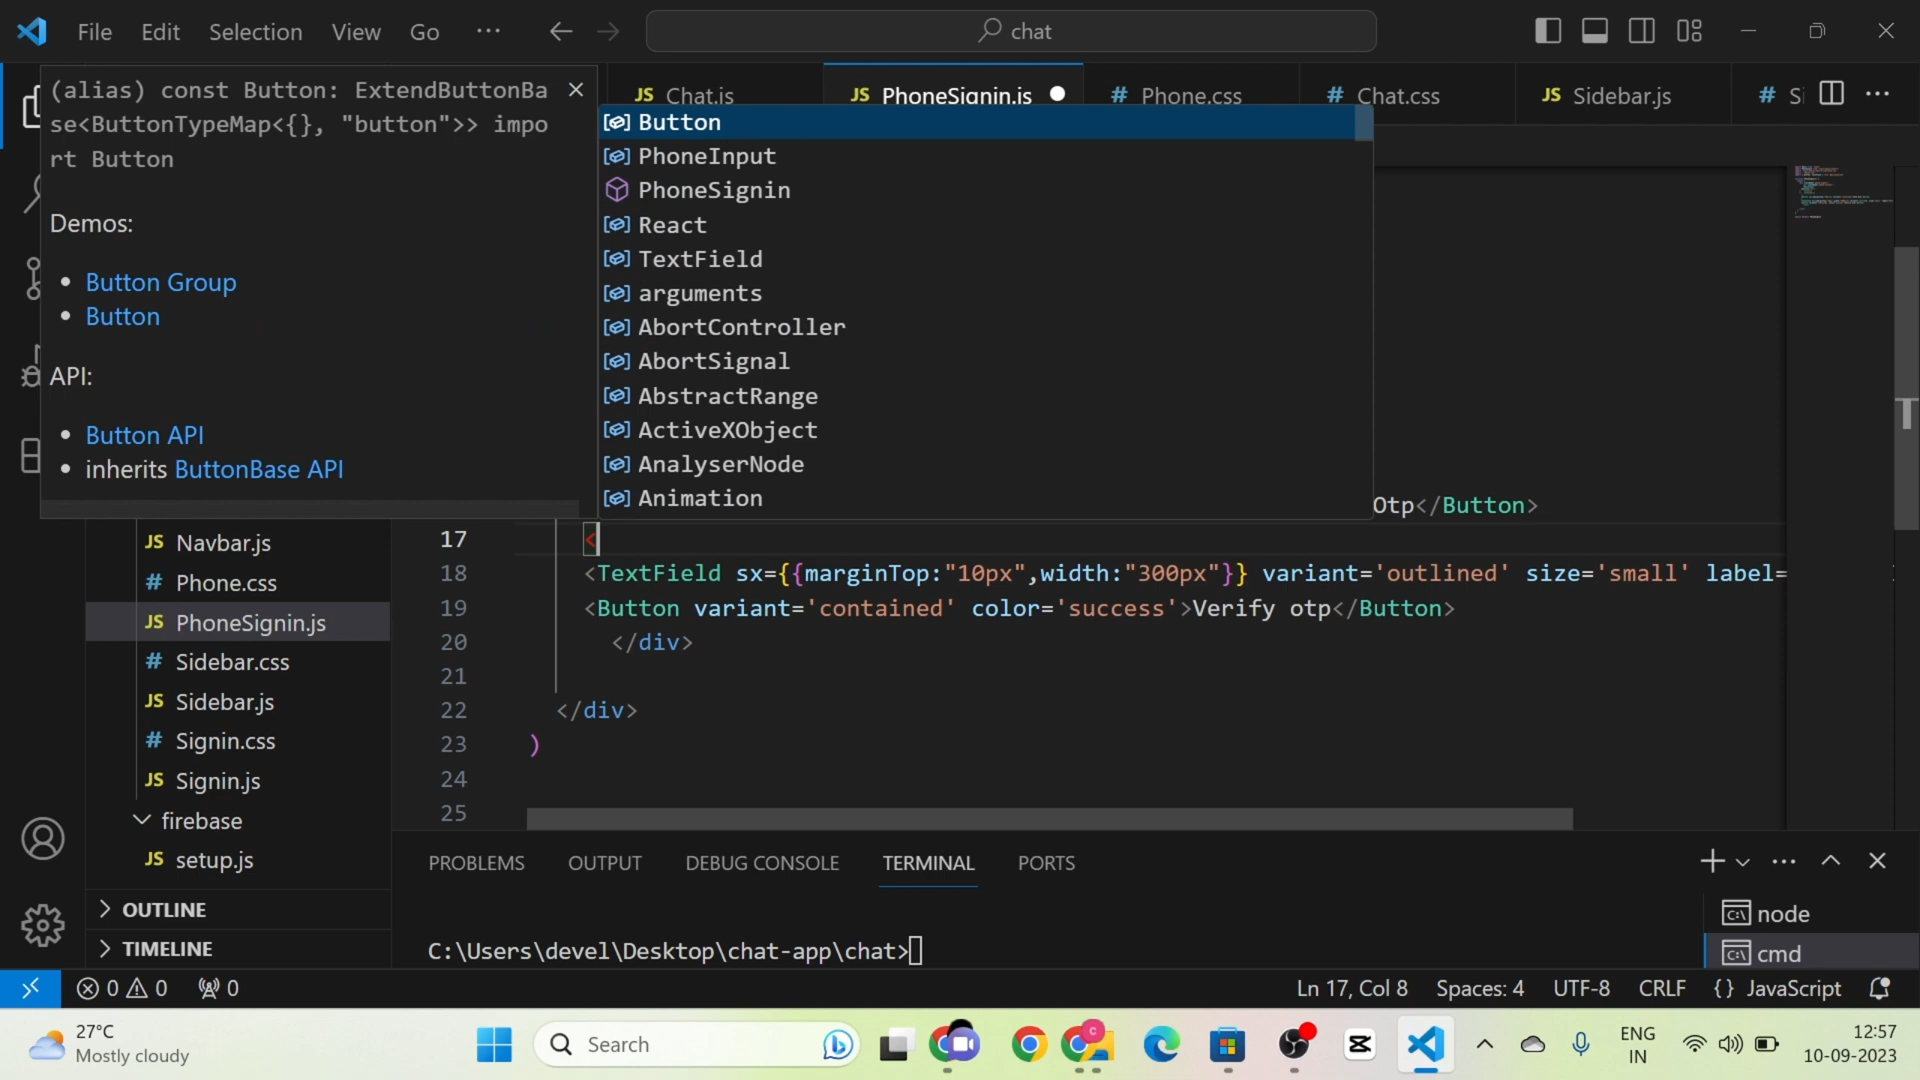 File Edit Selection View Go ··· chat
(alias) const Button: ExtendButtonBa
se<ButtonTypeMap<{}, "button">> impo
rt Button
Demos:
• Button Group
• Button
API:
• Button API
• inherits ButtonBase API
JS Chat.js
JS PhoneSignin.js
# Phone.css
# Chat.css
JS Sidebar.js
# Si
Button
PhoneInput
PhoneSignin
React
TextField
arguments
AbortController
AbortSignal
AbstractRange
ActiveXObject
AnalyserNode
Animation
JS Navbar.js
# Phone.css
JS PhoneSignin.js
# Sidebar.css
JS Sidebar.js
# Signin.css
JS Signin.js
firebase
JS setup.js
OUTLINE
TIMELINE
Otp</Button>
17 <
18 <TextField sx={{marginTop:"10px",width:"300px"}} variant='outlined' size='small' label=
19 <Button variant='contained' color='success'>Verify otp</Button>
20 </div>
21
22 </div>
23 )
24
25
PROBLEMS OUTPUT DEBUG CONSOLE TERMINAL PORTS
C:\Users\devel\Desktop\chat-app\chat>
node
cmd
0 0 0 Ln 17, Col 8 Spaces: 4 UTF-8 CRLF {} JavaScript
27°C
Mostly cloudy
Search
ENG
IN
12:57
10-09-2023